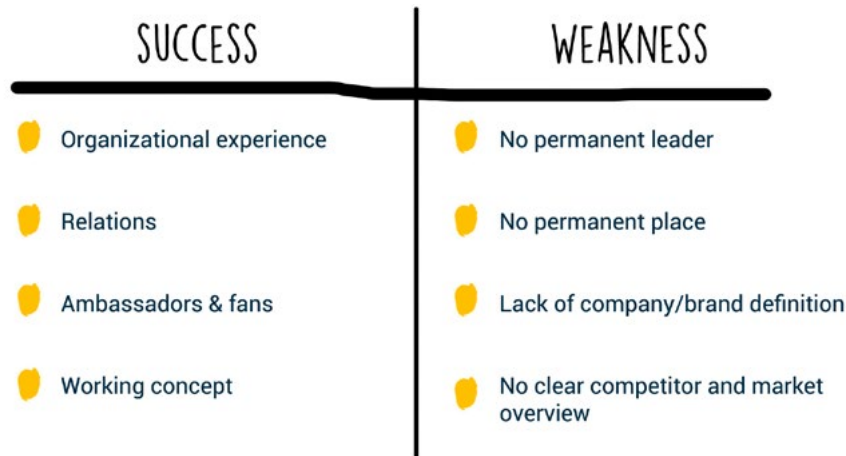 SUCCESS
Organizational experience
Relations
Ambassadors & fans
Working concept
WEAKNESS
No permanent leader
No permanent place
Lack of company/brand definition
No clear competitor and market
overview